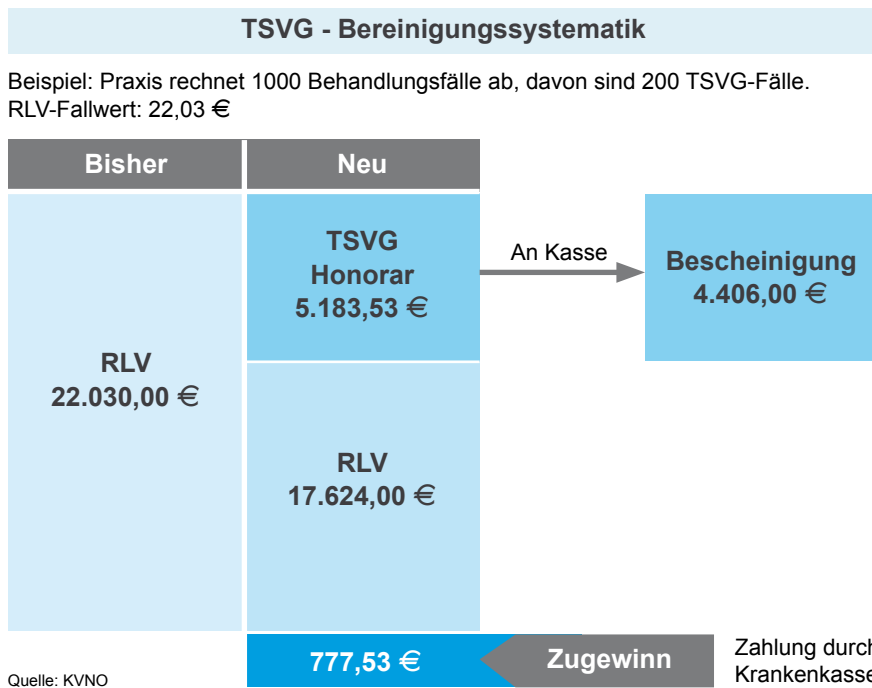 TSVG - Bereinigungssystematik
Beispiel: Praxis rechnet 1000 Behandlungsfälle ab, davon sind 200 TSVG-Fälle.
RLV-Fallwert: 22,03 €
Bisher
Neu
RLV
22.030,00 €
TSVG
Honorar
5.183,53 €
An Kasse
Bescheinigung
4.406,00 €
RLV
17.624,00 €
777,53 €
Zugewinn
Zahlung durch
Krankenkasse
Quelle: KVNO